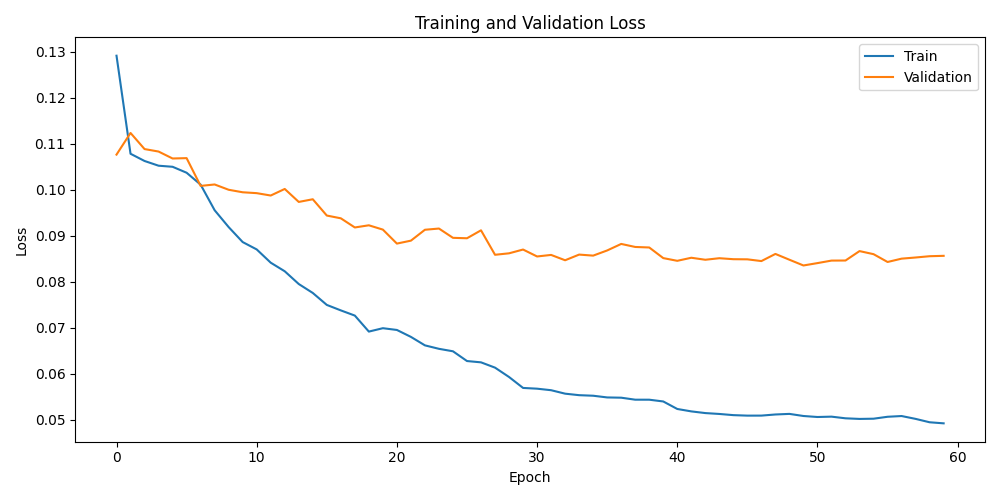 Training and Validation Loss
Train
Validation
0.13
0.12
0.11
0.10
0.09
0.08
0.07
0.06
0.05
Loss
0 10 20 30 40 50 60
Epoch